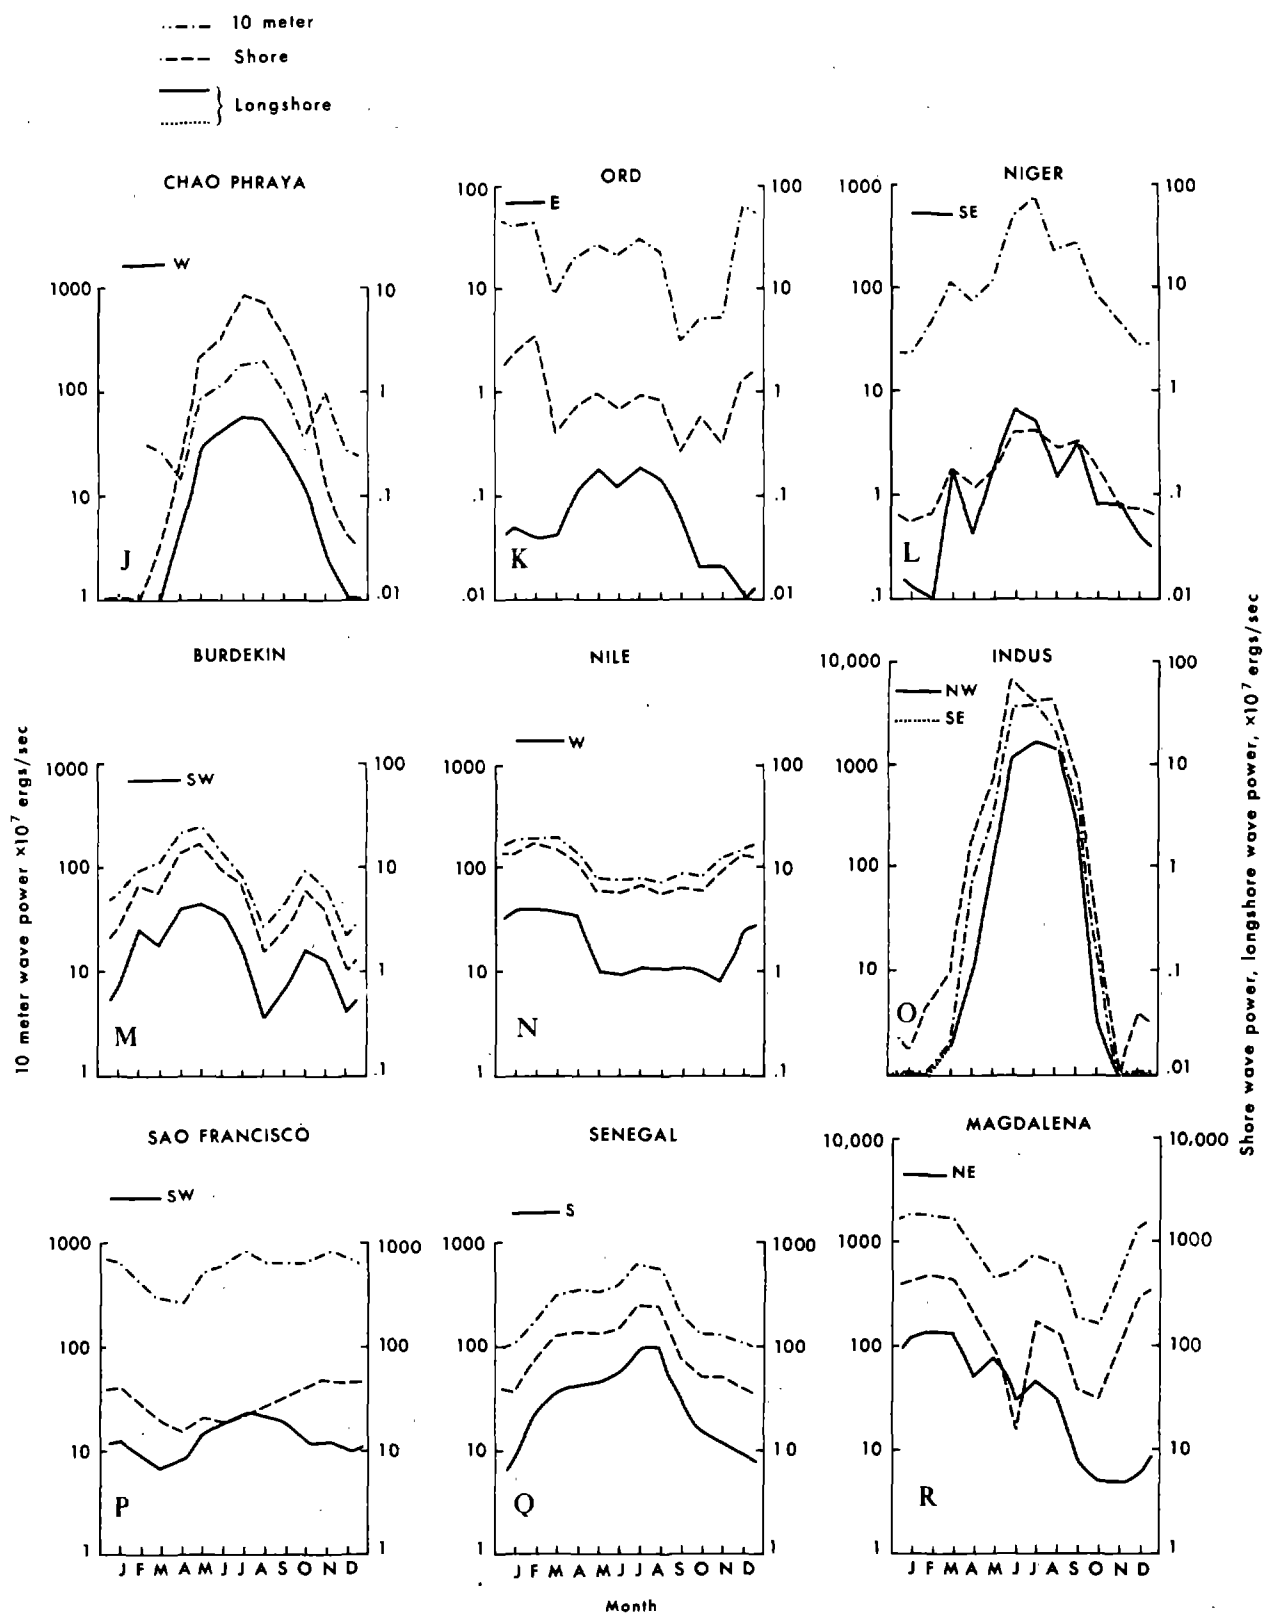 10 meter
Shore
Longshore
CHAO PHRAYA
W
1000
100
10
1
10
1
.1
.01
J
ORD
E
100
10
1
.1
.01
100
10
1
.1
.01
K
NIGER
SE
1000
100
10
1
.1
100
10
1
.1
.01
L
BURDEKIN
SW
1000
100
10
1
100
10
1
.1
M
NILE
W
1000
100
10
1
100
10
1
.1
N
INDUS
NW
SE
10,000
1000
100
10
100
10
1
.1
.01
O
10 meter wave power ×10⁷ ergs/sec
Shore wave power, longshore wave power, ×10⁷ ergs/sec
SAO FRANCISCO
SW
1000
100
10
1
1000
100
10
1
P
J F M A M J J A S O N D
SENEGAL
S
1000
100
10
1
1000
100
10
1
Q
J F M A M J J A S O N D
MAGDALENA
NE
10,000
1000
100
10
1
10,000
1000
100
10
1
R
J F M A M J J A S O N D
Month